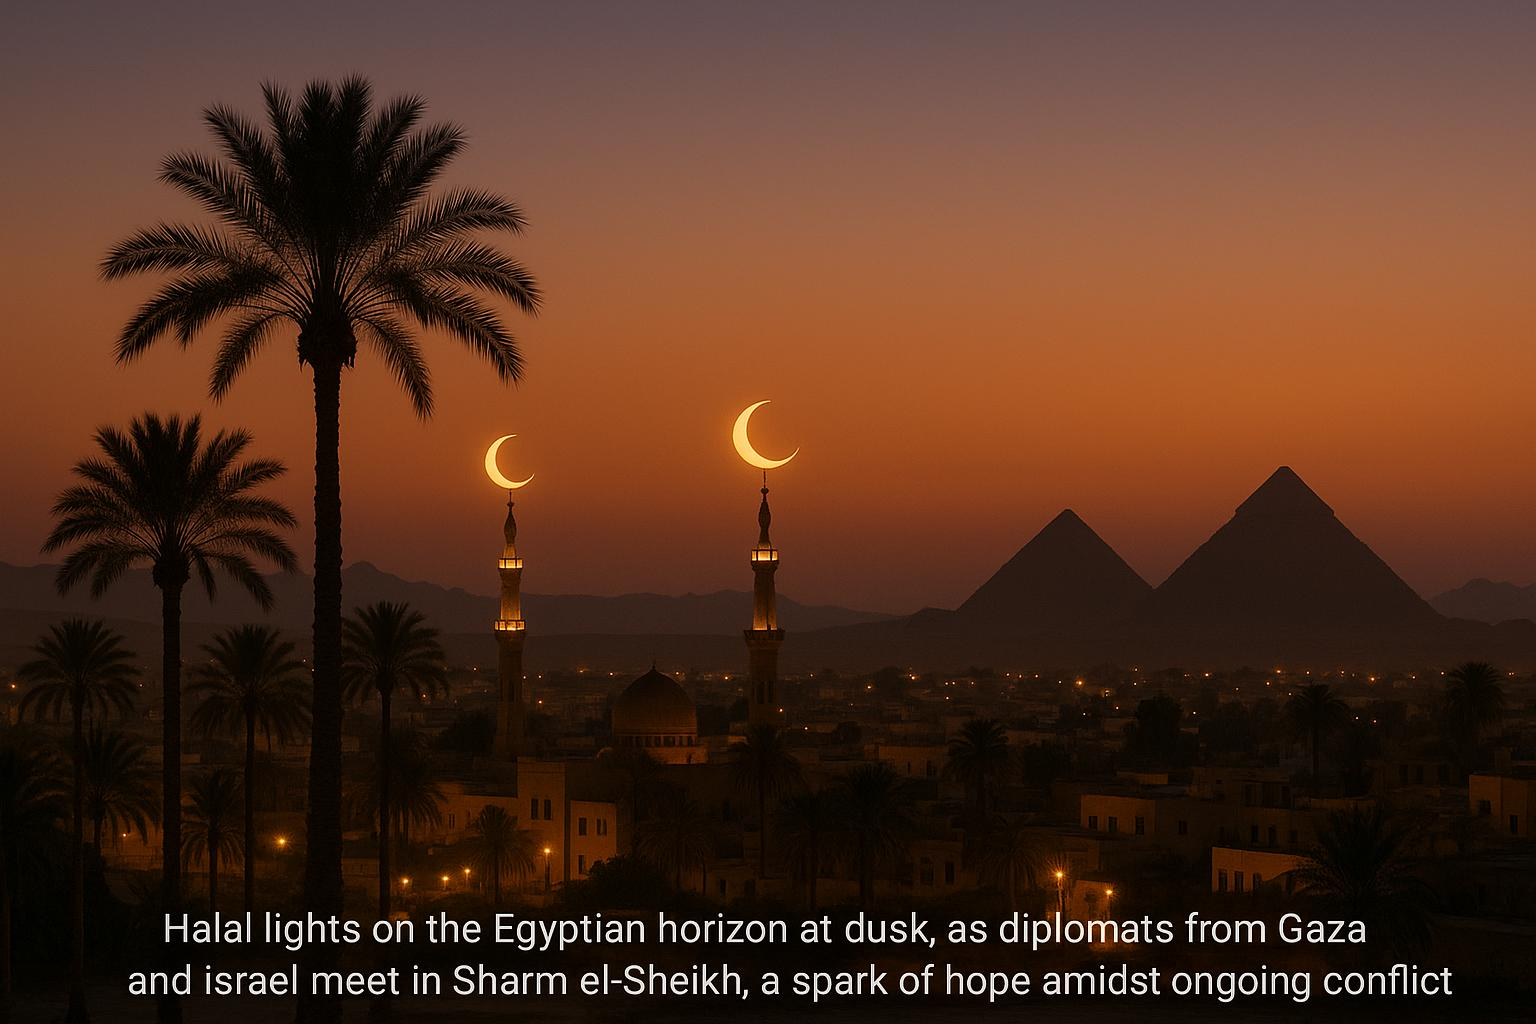 Halal lights on the Egyptian horizon at dusk, as diplomats from Gaza
and israel meet in Sharm el-Sheikh, a spark of hope amidst ongoing conflict